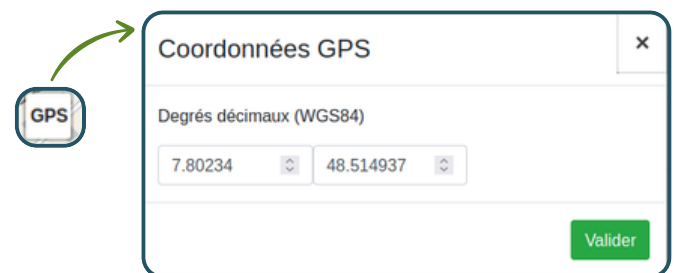 Coordonnées GPS
×
GPS
Degrés décimaux (WGS84)
7.80234 48.514937
Valider